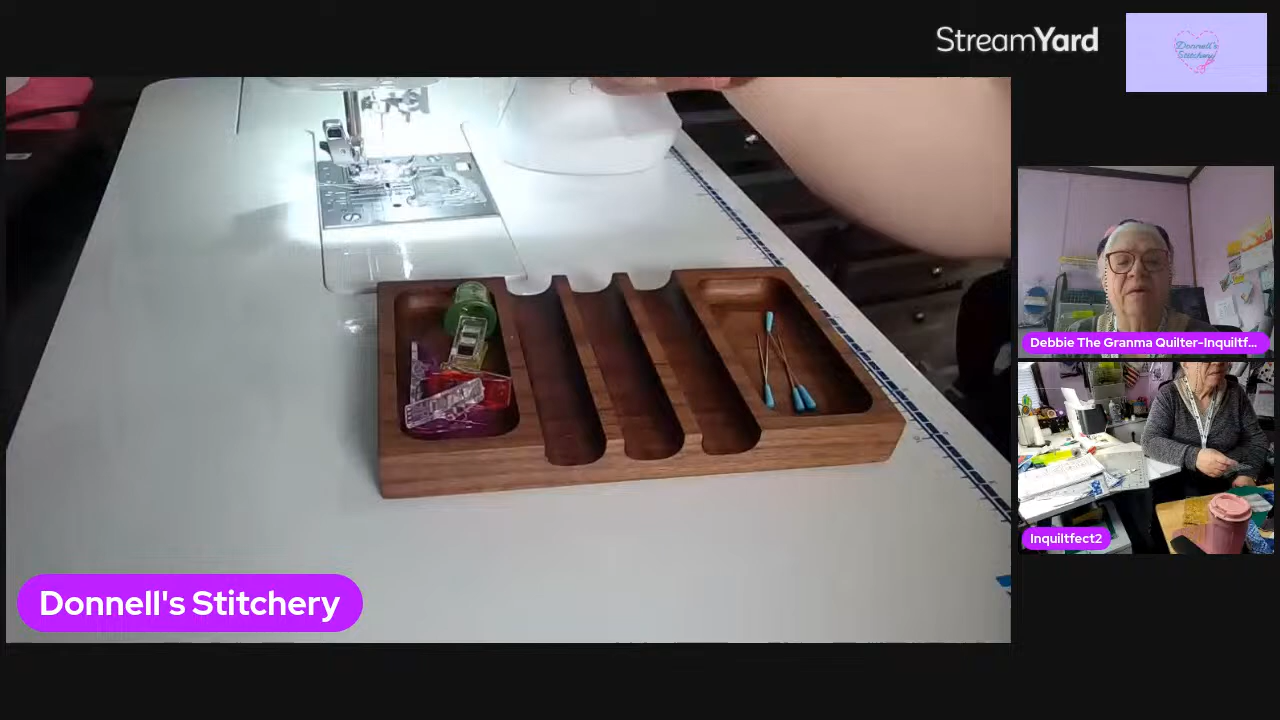 StreamYard
Donnell's
Stitchery
Debbie The Granma Quilter-Inquiltf...
Inquiltfect2
Donnell's Stitchery